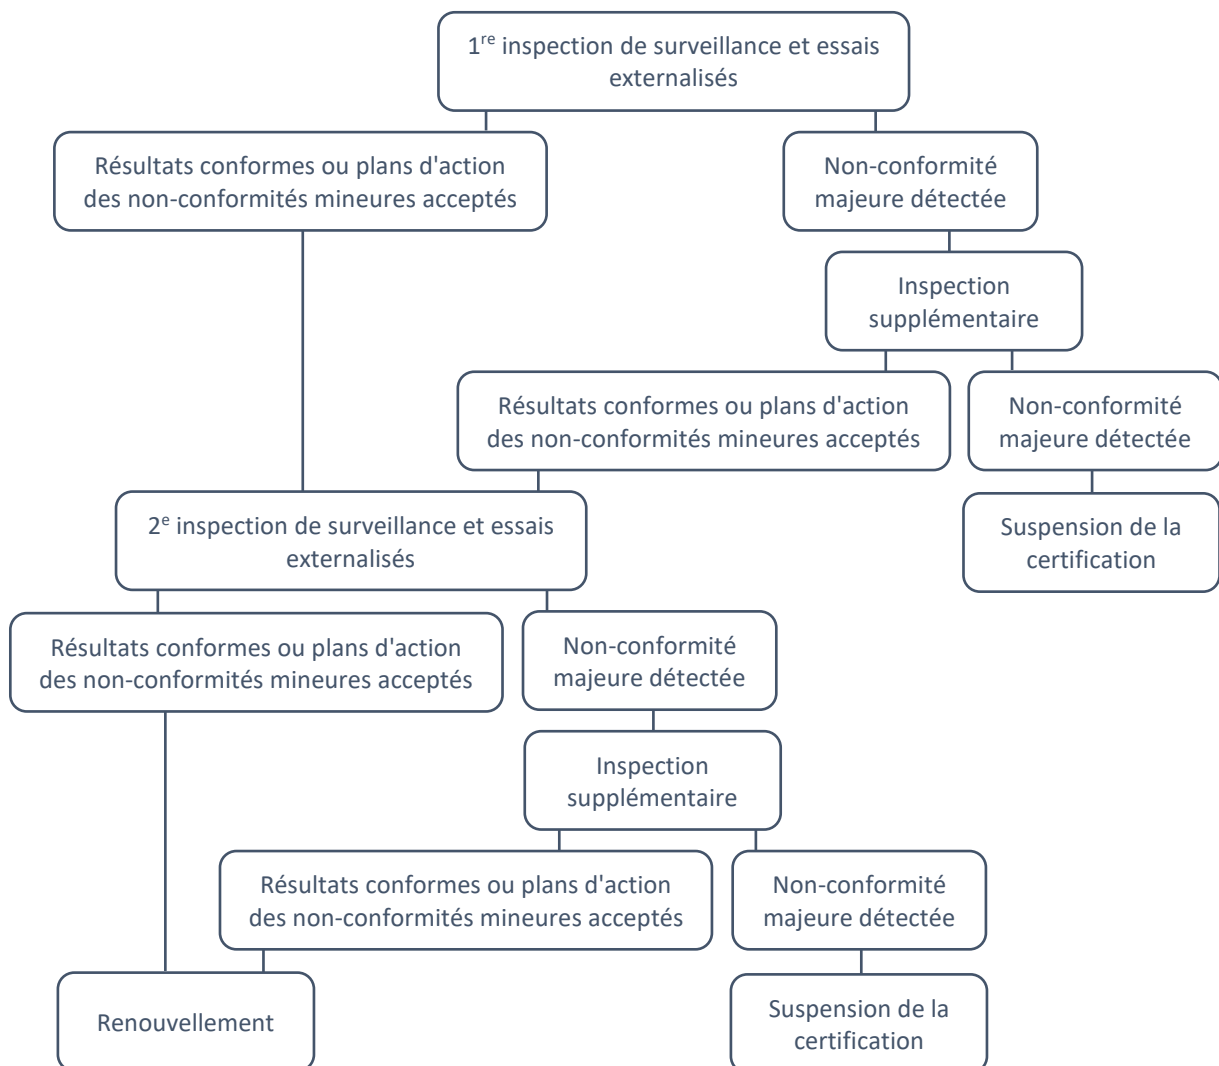 1re inspection de surveillance et essais
externalisés
Résultats conformes ou plans d'action
des non-conformités mineures acceptés
Non-conformité
majeure détectée
Inspection
supplémentaire
Résultats conformes ou plans d'action
des non-conformités mineures acceptés
Non-conformité
majeure détectée
Suspension de la
certification
2e inspection de surveillance et essais
externalisés
Résultats conformes ou plans d'action
des non-conformités mineures acceptés
Non-conformité
majeure détectée
Inspection
supplémentaire
Résultats conformes ou plans d'action
des non-conformités mineures acceptés
Non-conformité
majeure détectée
Renouvellement
Suspension de la
certification